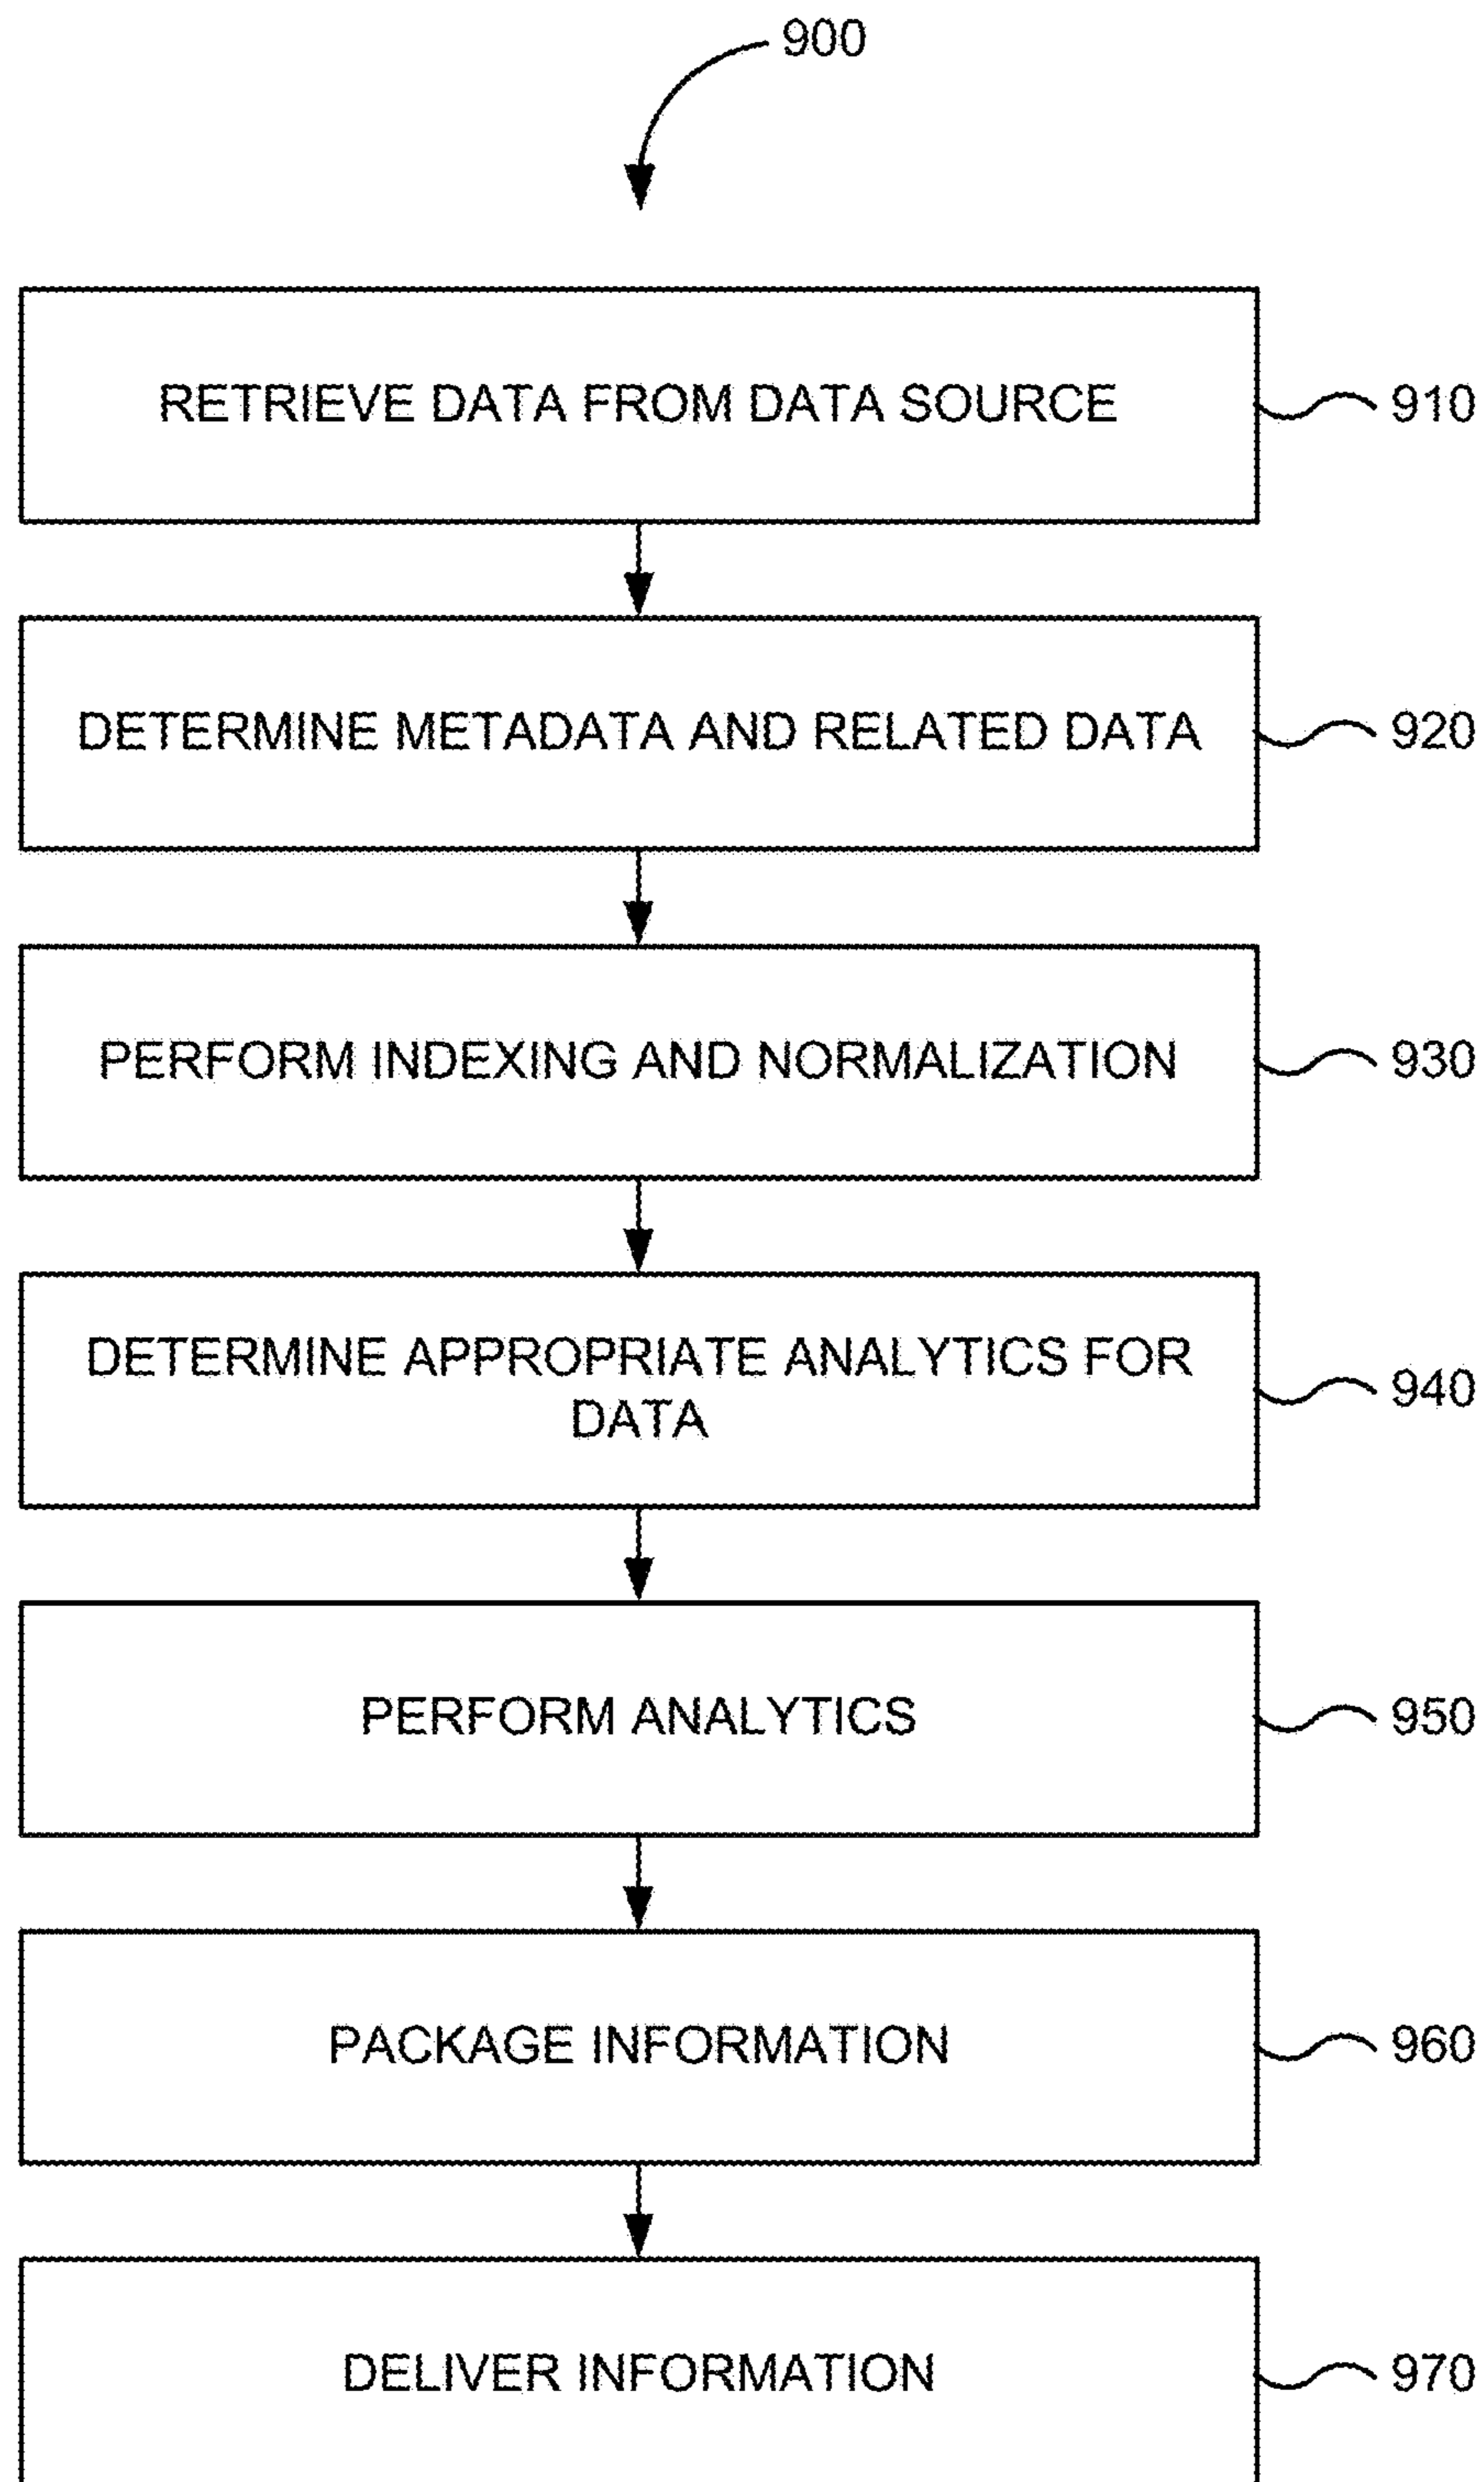 900
RETRIEVE DATA FROM DATA SOURCE
910
DETERMINE METADATA AND RELATED DATA
920
PERFORM INDEXING AND NORMALIZATION
930
DETERMINE APPROPRIATE ANALYTICS FOR
DATA
940
PERFORM ANALYTICS
950
PACKAGE INFORMATION
960
DELIVER INFORMATION
970